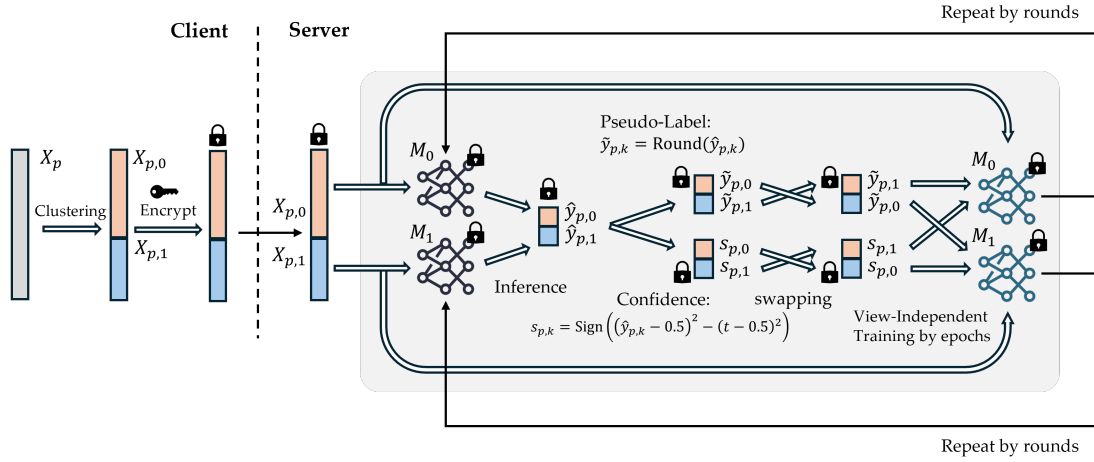 Repeat by rounds
Client
Server
Pseudo-Label:
ỹ_{p,k} = Round(ŷ_{p,k})
X_p
X_{p,0}
Clustering
Encrypt
X_{p,1}
X_{p,0}
X_{p,1}
M_0
M_1
ŷ_{p,0}
ŷ_{p,1}
Inference
ỹ_{p,0}
ỹ_{p,1}
s_{p,0}
s_{p,1}
ỹ_{p,1}
ỹ_{p,0}
s_{p,1}
s_{p,0}
M_0
M_1
Confidence:
swapping
s_{p,k} = Sign((ŷ_{p,k} − 0.5)² − (t − 0.5)²)
View-Independent
Training by epochs
Repeat by rounds